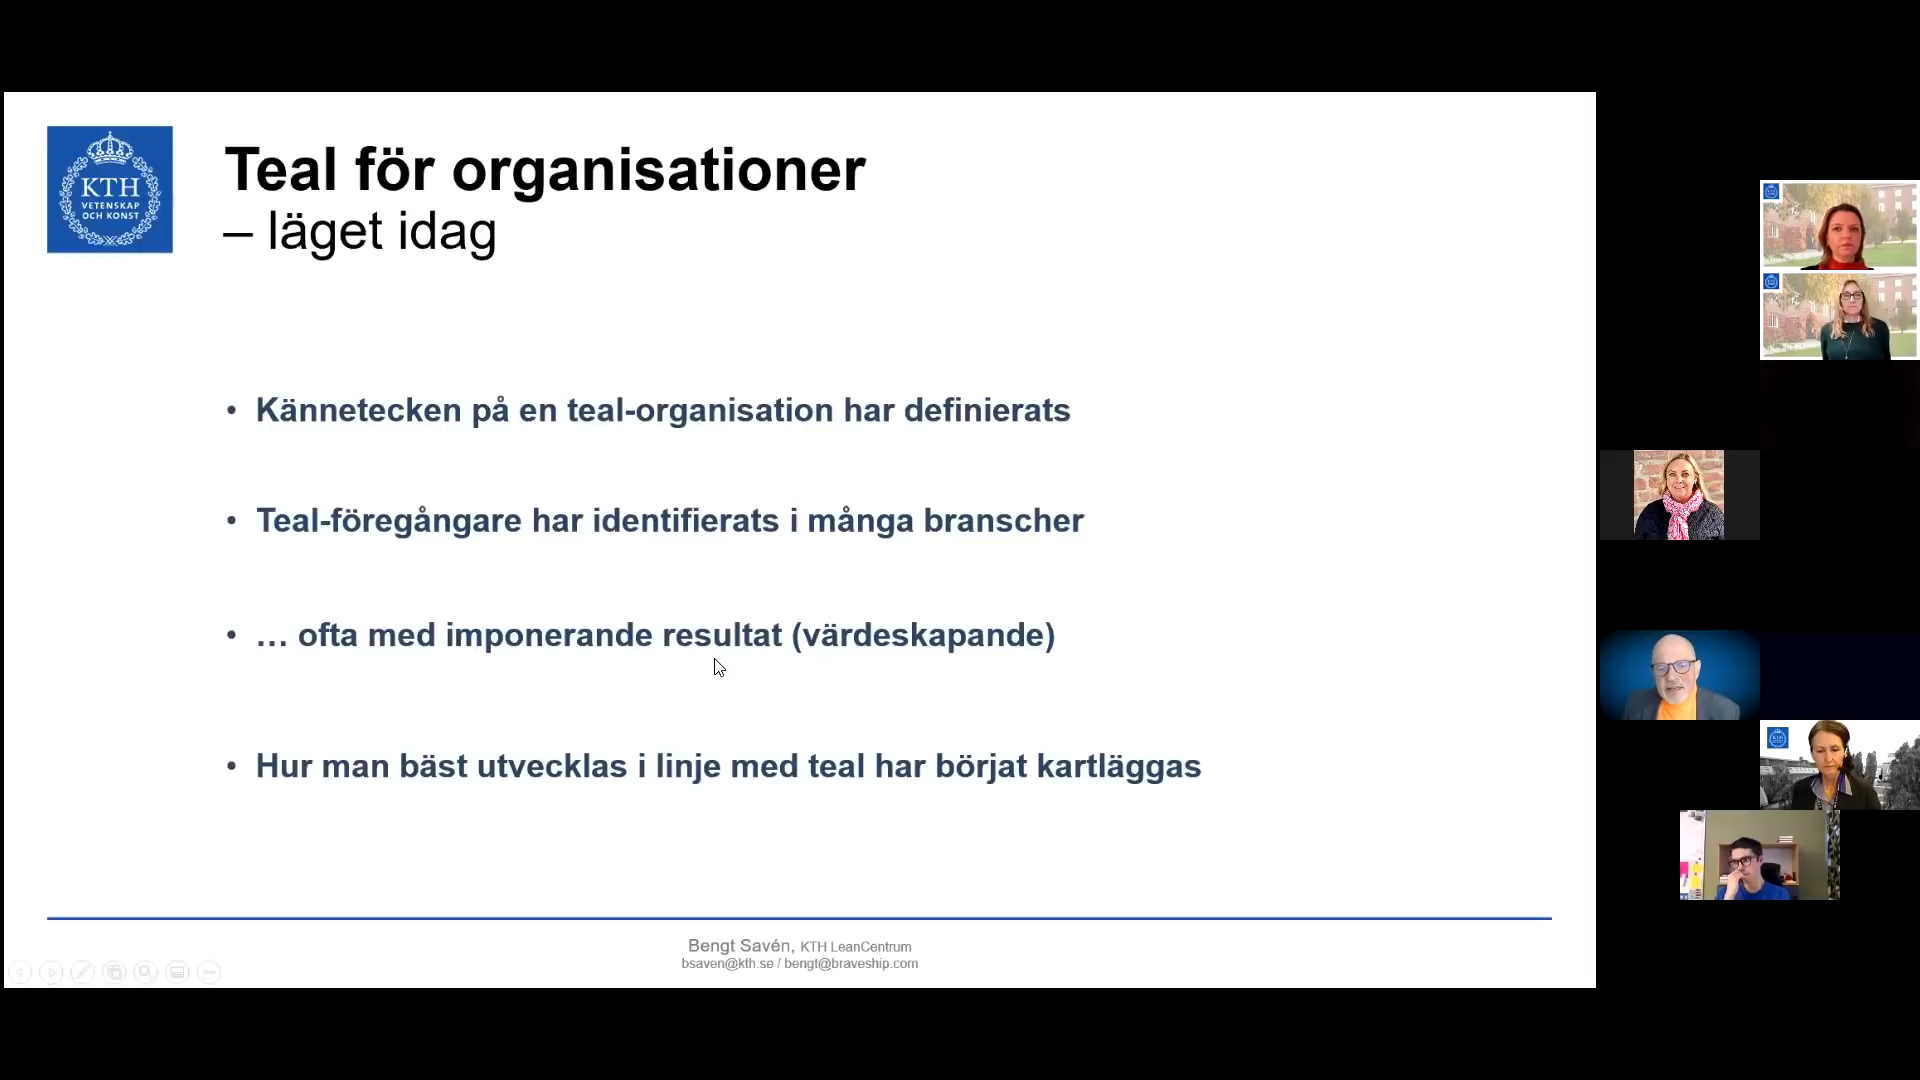 KTH
VETENSKAP
OCH KONST
Teal för organisationer
– läget idag
• Kännetecken på en teal-organisation har definierats
• Teal-föregångare har identifierats i många branscher
• … ofta med imponerande resultat (värdeskapande)
• Hur man bäst utvecklas i linje med teal har börjat kartläggas
Bengt Savén, KTH LeanCentrum
bsaven@kth.se / bengt@braveship.com